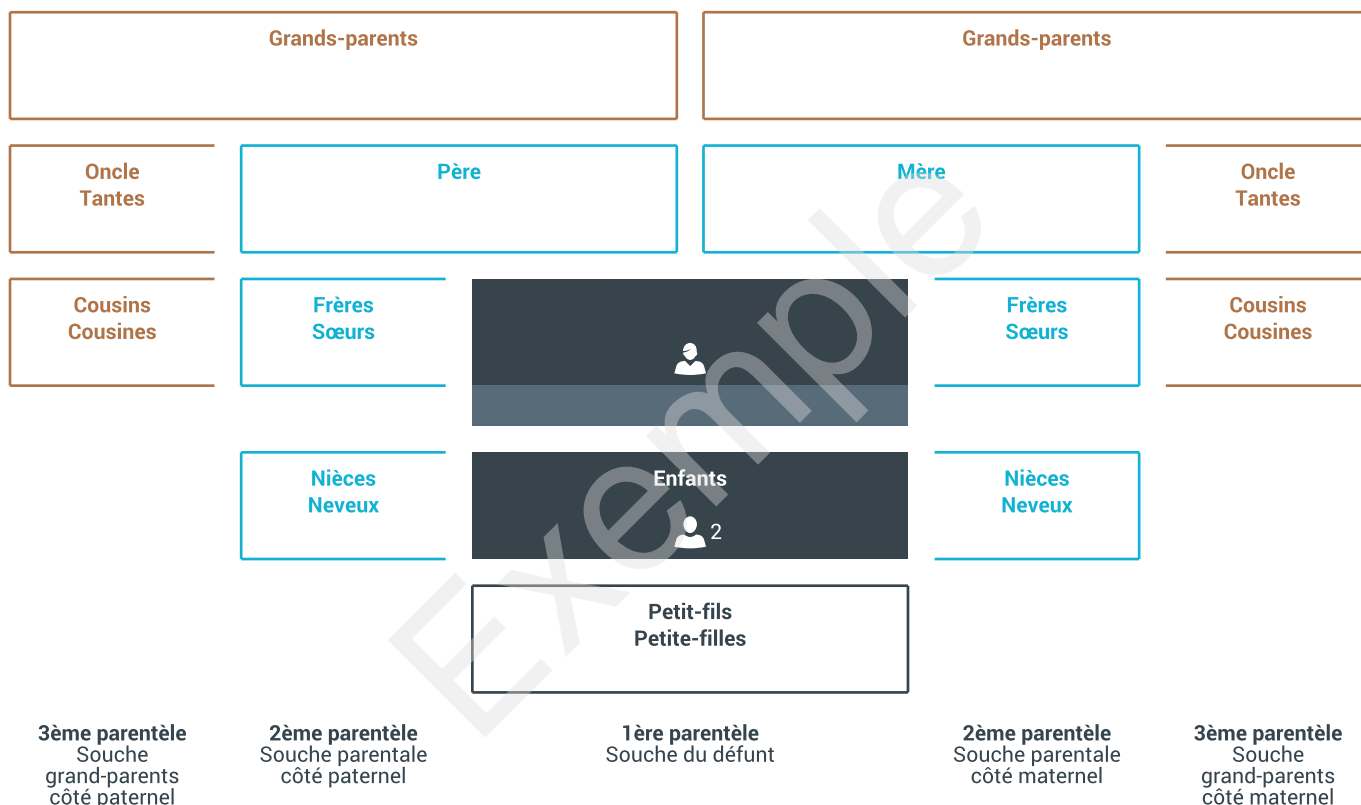 Grands-parents
Grands-parents
Oncle
Tantes
Père
Mère
Oncle
Tantes
Cousins
Cousines
Frères
Sœurs
Frères
Sœurs
Cousins
Cousines
Nièces
Neveux
Enfants
2
Nièces
Neveux
Petit-fils
Petite-filles
Exemple
3ème parentèle
Souche
grand-parents
côté paternel
2ème parentèle
Souche parentale
côté paternel
1ère parentèle
Souche du défunt
2ème parentèle
Souche parentale
côté maternel
3ème parentèle
Souche
grand-parents
côté maternel